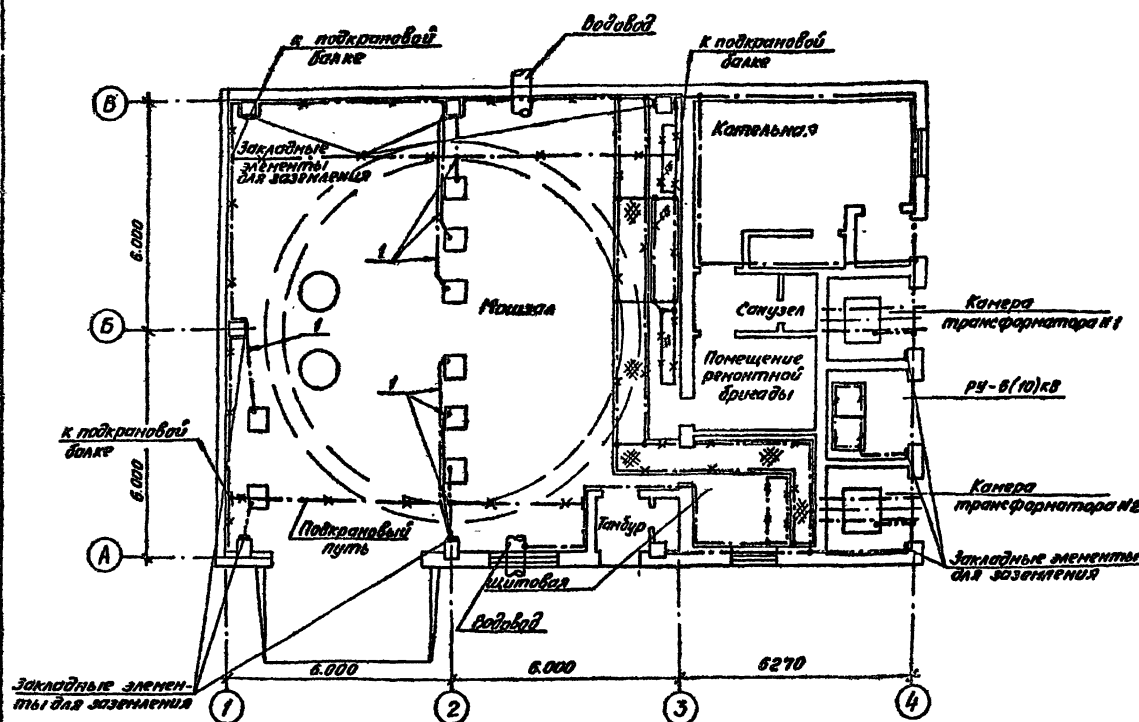 к подкрановой
балке
Водовод
К подкрановой
балке
В
Котельная
Закладные
элементы
для заземления
6.000
1
Машзал
Б
1
Санузел
Камера
трансформатора №1
Помещение
ремонтной
бригады
1
РУ-6(10)кВ
к подкрановой
балке
6.000
Камера
трансформатора №2
Подкрановый
путь
Тамбур
А
Щитовая
Закладные элементы
для заземления
Водовод
6.000
6.000
6270
Закладные элемен-
ты для заземления
1
2
3
4